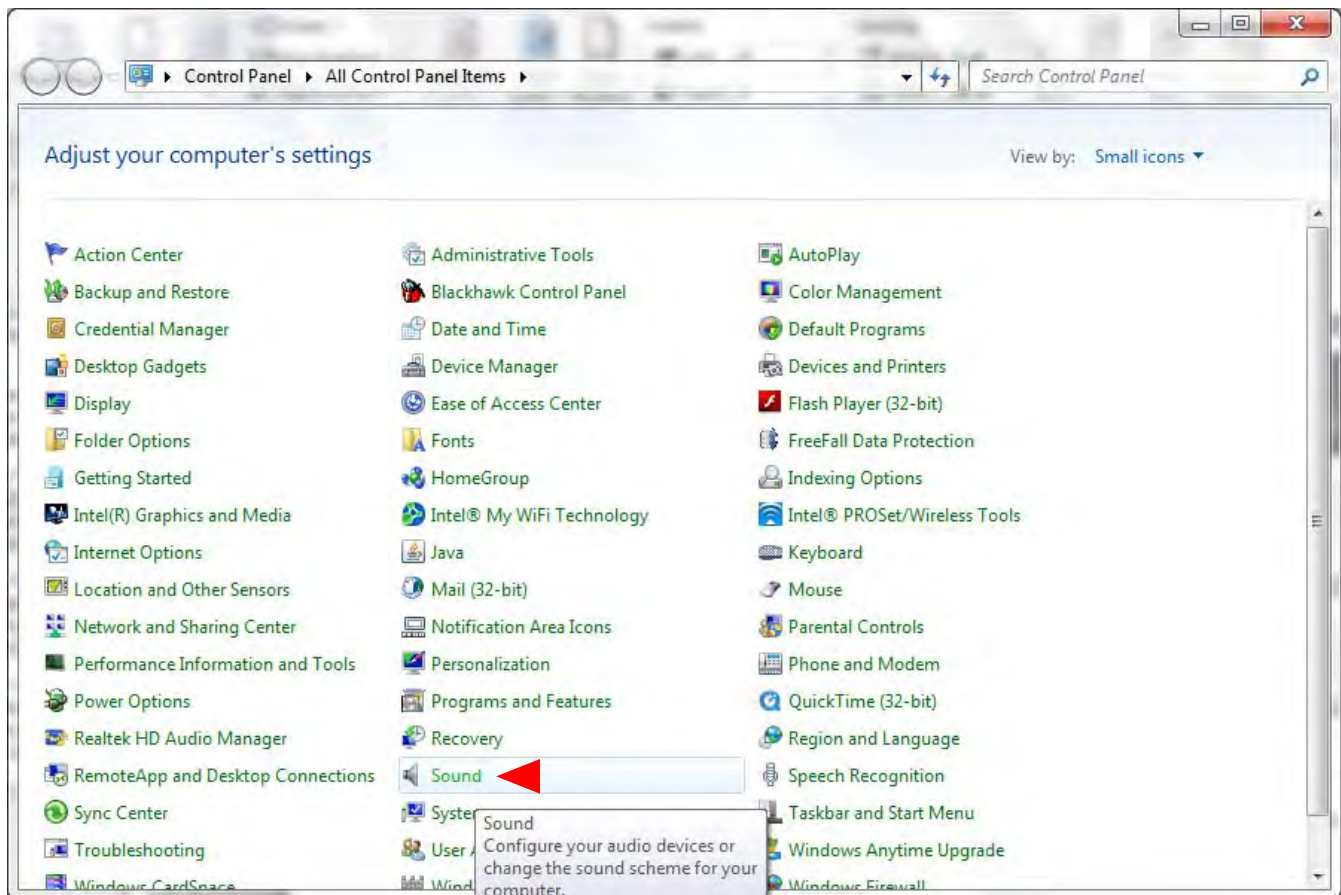 Control Panel All Control Panel Items
Search Control Panel
Adjust your computer's settings
View by: Small icons
Action Center
Administrative Tools
AutoPlay
Backup and Restore
Blackhawk Control Panel
Color Management
Credential Manager
Date and Time
Default Programs
Desktop Gadgets
Device Manager
Devices and Printers
Display
Ease of Access Center
Flash Player (32-bit)
Folder Options
Fonts
FreeFall Data Protection
Getting Started
HomeGroup
Indexing Options
Intel(R) Graphics and Media
Intel® My WiFi Technology
Intel® PROSet/Wireless Tools
Internet Options
Java
Keyboard
Location and Other Sensors
Mail (32-bit)
Mouse
Network and Sharing Center
Notification Area Icons
Parental Controls
Performance Information and Tools
Personalization
Phone and Modem
Power Options
Programs and Features
QuickTime (32-bit)
Realtek HD Audio Manager
Recovery
Region and Language
RemoteApp and Desktop Connections
Sound
Speech Recognition
Sync Center
Syster
Taskbar and Start Menu
Troubleshooting
User
Windows Anytime Upgrade
Windows CardSpace
Wind
Windows Firewall
Sound
Configure your audio devices or
change the sound scheme for your
computer.